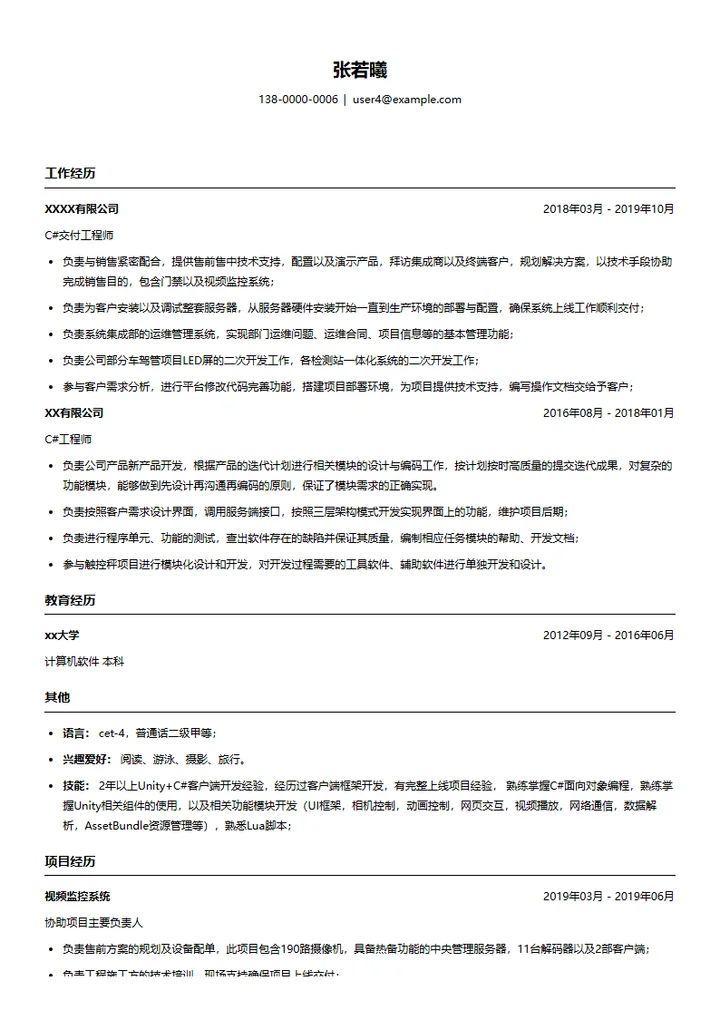 张若曦
138-0000-0006 | user4@example.com
工作经历
XXXX有限公司 2018年03月 - 2019年10月
C#交付工程师
• 负责与销售紧密配合，提供售前售中技术支持，配置以及演示产品，拜访集成商以及终端客户，规划解决方案，以技术手段协助
完成销售目的，包含门禁以及视频监控系统；
• 负责为客户安装以及调试整套服务器，从服务器硬件安装开始一直到生产环境的部署与配置，确保系统上线工作顺利交付；
• 负责系统集成部的运维管理系统，实现部门运维问题、运维合同、项目信息等的基本管理功能；
• 负责公司部分车驾管项目LED屏的二次开发工作，各检测站一体化系统的二次开发工作；
• 参与客户需求分析，进行平台修改代码完善功能，搭建项目部署环境，为项目提供技术支持，编写操作文档交给予客户；
XX有限公司 2016年08月 - 2018年01月
C#工程师
• 负责公司产品新产品开发，根据产品的迭代计划进行相关模块的设计与编码工作，按计划按时高质量的提交迭代成果，对复杂的
功能模块，能够做到先设计再沟通再编码的原则，保证了模块需求的正确实现。
• 负责按照客户需求设计界面，调用服务端接口，按照三层架构模式开发实现界面上的功能，维护项目后期；
• 负责进行程序单元、功能的测试，查出软件存在的缺陷并保证其质量，编制相应任务模块的帮助、开发文档；
• 参与触控秤项目进行模块化设计和开发，对开发过程需要的工具软件、辅助软件进行单独开发和设计。
教育经历
xx大学 2012年09月 - 2016年06月
计算机软件 本科
其他
• 语言： cet-4，普通话二级甲等；
• 兴趣爱好： 阅读、游泳、摄影、旅行。
• 技能： 2年以上Unity+C#客户端开发经验，经历过客户端框架开发，有完整上线项目经验， 熟练掌握C#面向对象编程，熟练掌
握Unity相关组件的使用，以及相关功能模块开发（UI框架，相机控制，动画控制，网页交互，视频播放，网络通信，数据解
析，AssetBundle资源管理等），熟悉Lua脚本；
项目经历
视频监控系统 2019年03月 - 2019年06月
协助项目主要负责人
• 负责售前方案的规划及设备配单，此项目包含190路摄像机，具备热备功能的中央管理服务器，11台解码器以及2部客户端；
• 负责工程施工方的技术培训，现场支持确保项目上线交付；